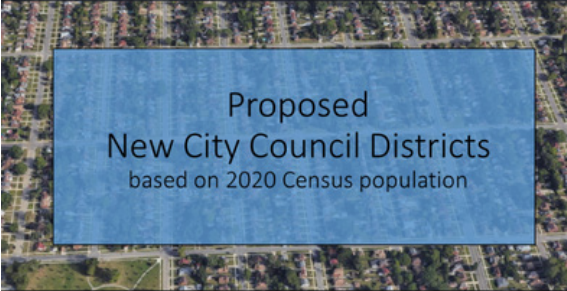 Proposed
New City Council Districts
based on 2020 Census population